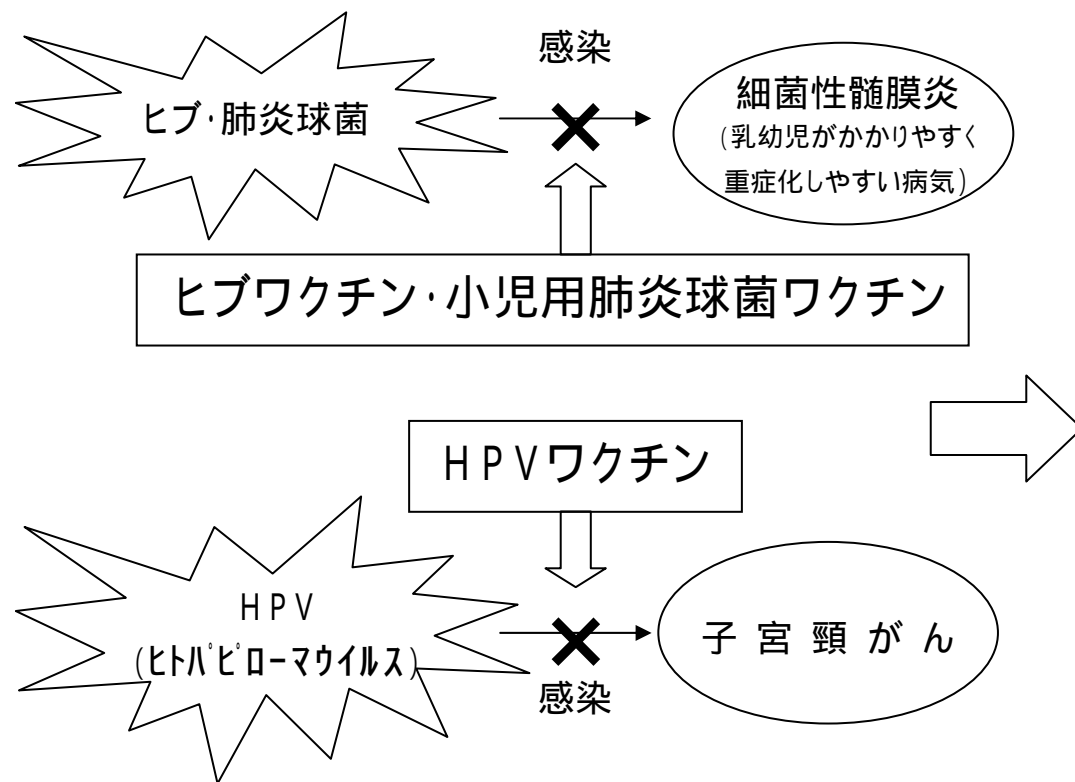 感染
ヒブ・肺炎球菌
細菌性髄膜炎
(乳幼児がかかりやすく
重症化しやすい病気)
ヒブワクチン・小児用肺炎球菌ワクチン
HPVワクチン
HPV
(ヒトパピローマウイルス)
子宮頸がん
感染